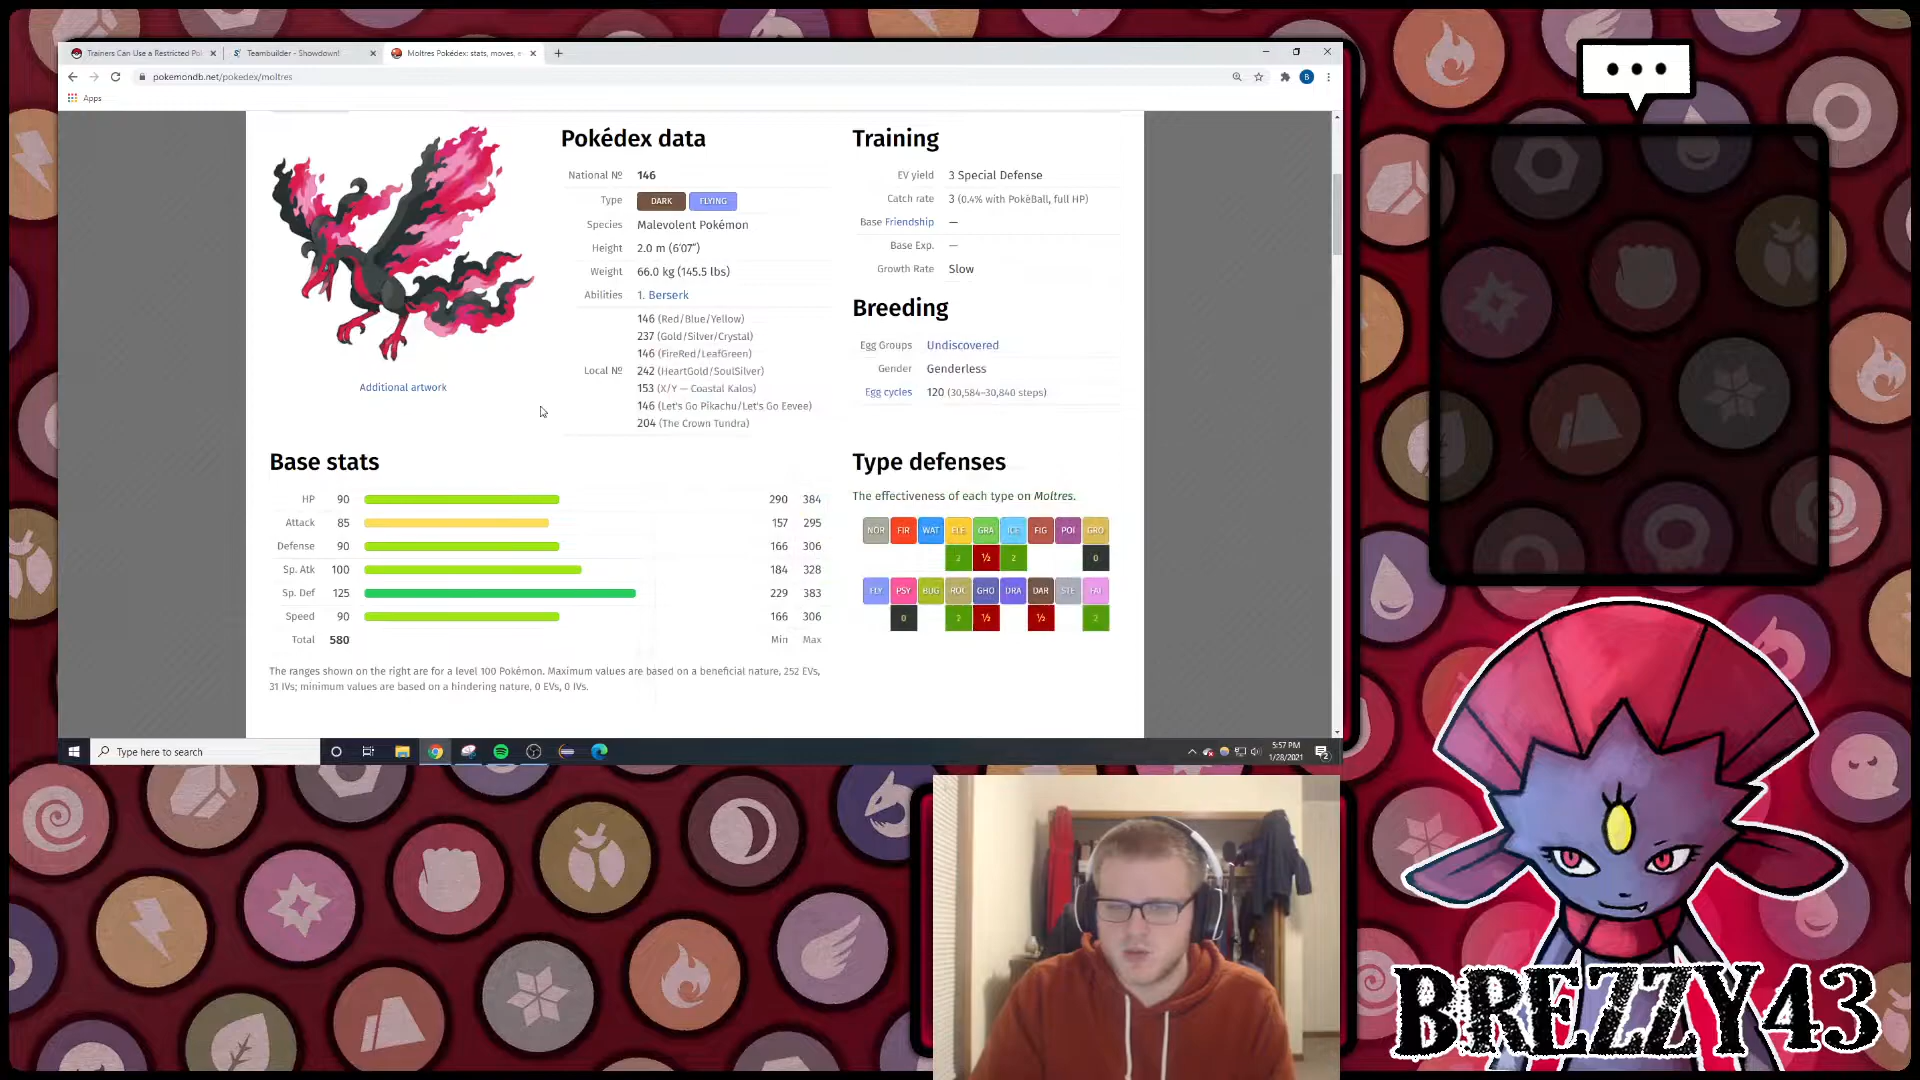 Trainers Can Use a Restricted Po
Teambuilder - Showdown!
Moltres Pokédex: stats, moves, e
pokemondb.net/pokedex/moltres
B
Apps
Pokédex data
National № 146
Type DARK FLYING
Species Malevolent Pokémon
Height 2.0 m (6′07″)
Weight 66.0 kg (145.5 lbs)
Abilities 1. Berserk
Local №
146 (Red/Blue/Yellow)
237 (Gold/Silver/Crystal)
146 (FireRed/LeafGreen)
242 (HeartGold/SoulSilver)
153 (X/Y — Coastal Kalos)
146 (Let's Go Pikachu/Let's Go Eevee)
204 (The Crown Tundra)
Additional artwork
Training
EV yield 3 Special Defense
Catch rate 3 (0.4% with PokéBall, full HP)
Base Friendship —
Base Exp. —
Growth Rate Slow
Breeding
Egg Groups Undiscovered
Gender Genderless
Egg cycles 120 (30,584–30,840 steps)
Base stats
HP 90 290 384
Attack 85 157 295
Defense 90 166 306
Sp. Atk 100 184 328
Sp. Def 125 229 383
Speed 90 166 306
Total 580 Min Max
The ranges shown on the right are for a level 100 Pokémon. Maximum values are based on a beneficial nature, 252 EVs,
31 IVs; minimum values are based on a hindering nature, 0 EVs, 0 IVs.
Type defenses
The effectiveness of each type on Moltres.
NOR FIR WAT ELE GRA ICE FIG POI GRO
2 ½ 2 0
FLY PSY BUG ROC GHO DRA DAR STE FAI
0 2 ½ ½ 2
Type here to search
5:57 PM
1/28/2021
2
BREZZY43